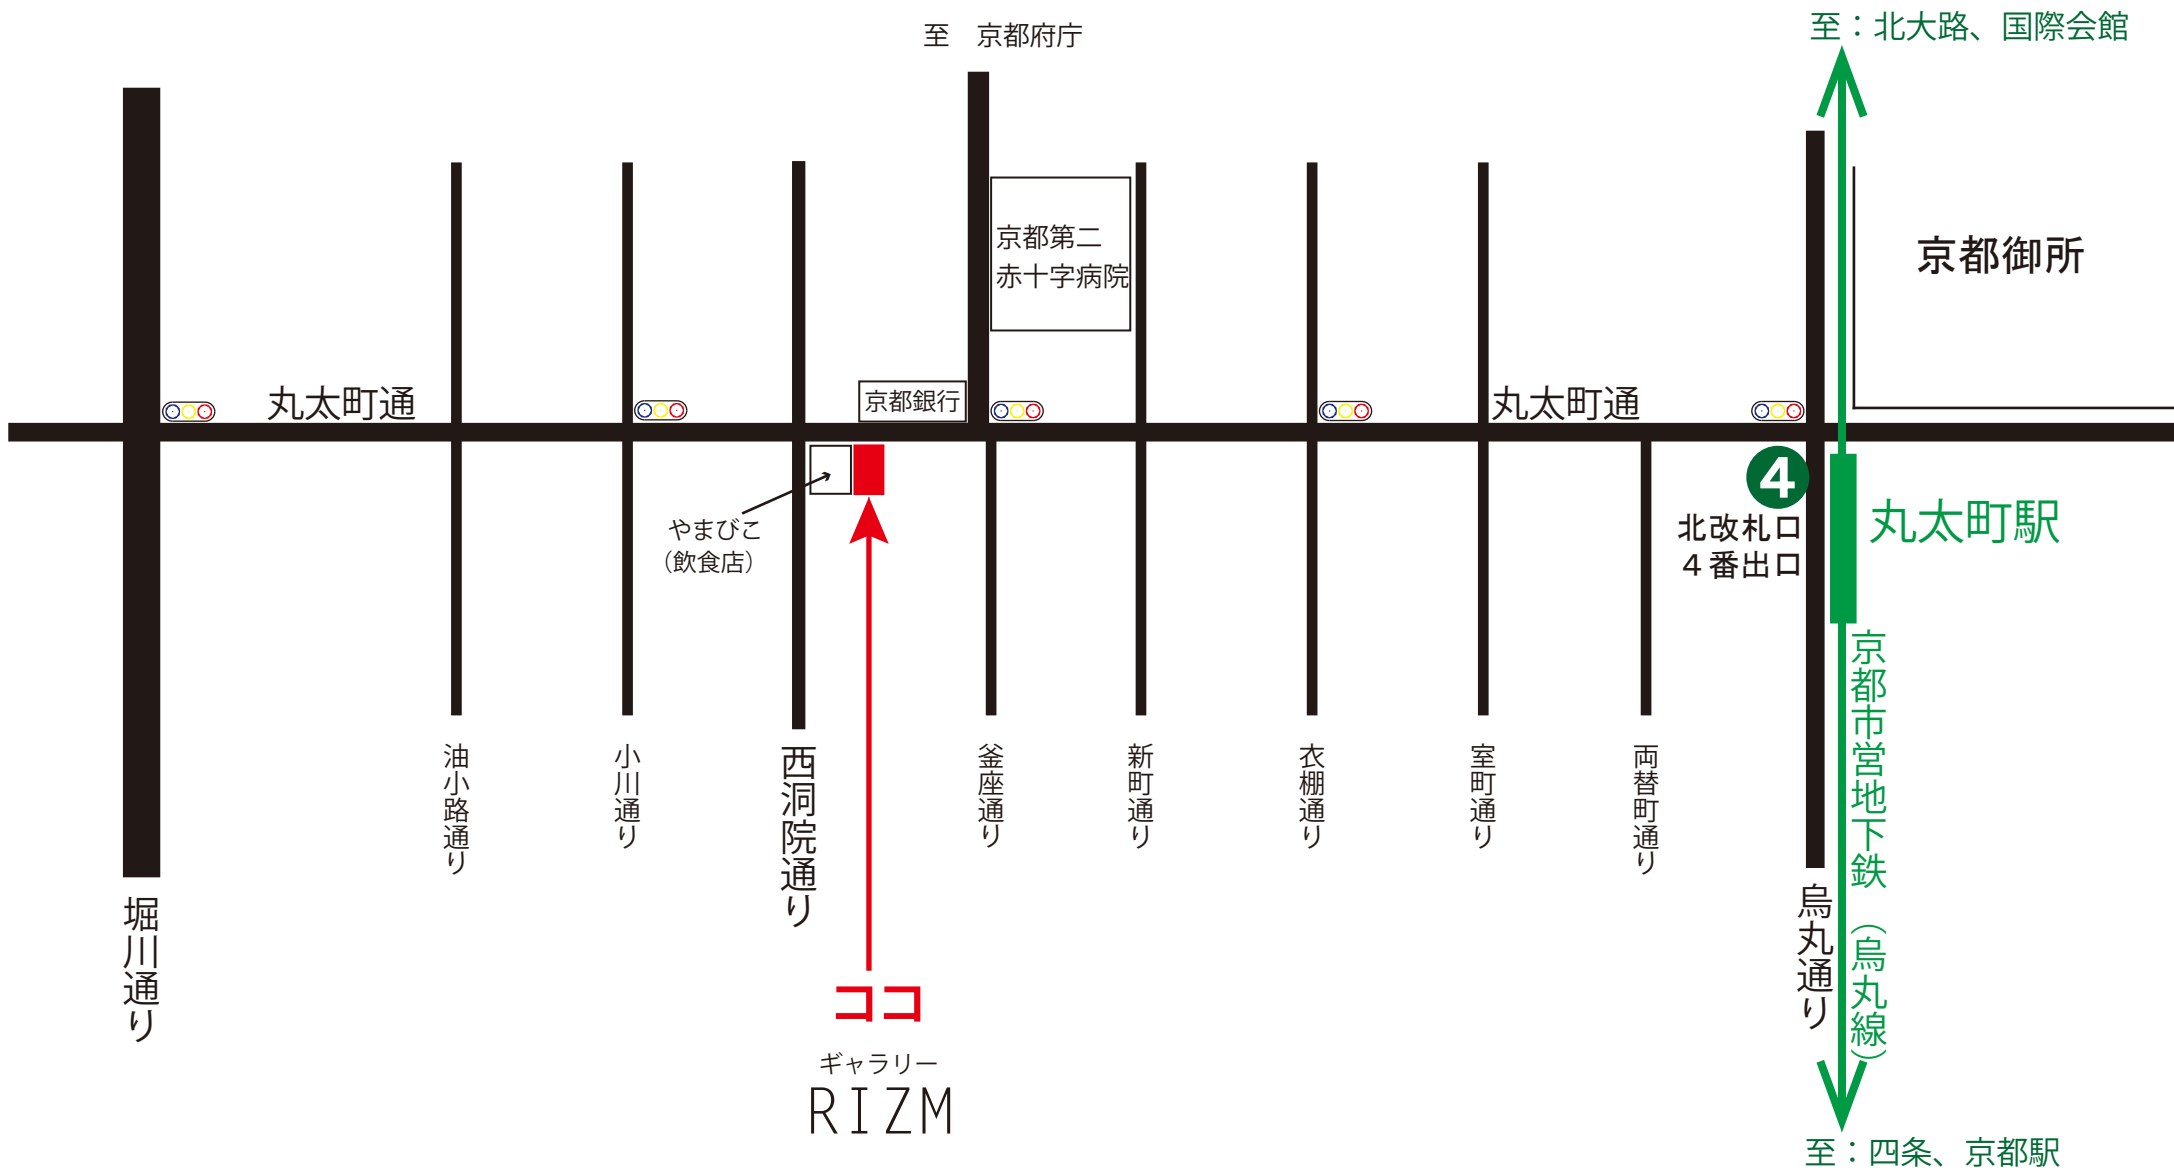 至：北大路、国際会館
至　京都府庁
京都第二
赤十字病院
京都御所
丸太町通
京都銀行
丸太町通
4
北改札口
４番出口
丸太町駅
やまびこ
（飲食店）
京都市営地下鉄（烏丸線）
油小路通り
小川通り
西洞院通り
釜座通り
新町通り
衣棚通り
室町通り
両替町通り
堀川通り
烏丸通り
ココ
ギャラリー
RIZM
至：四条、京都駅